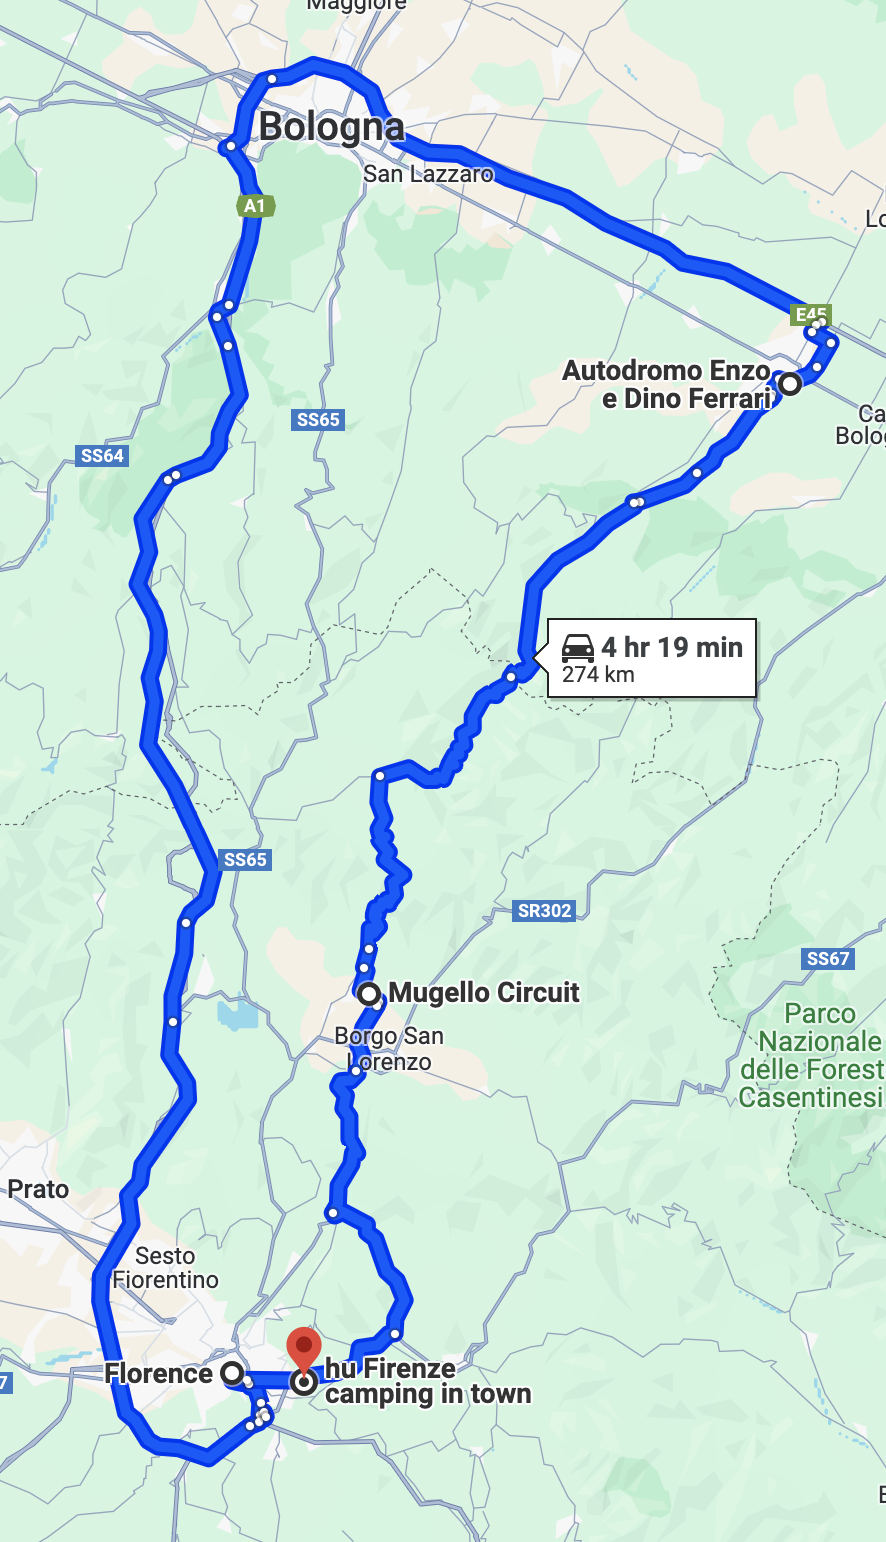 Maggiore
Bologna
San Lazzaro
A1
Lo
E45
Autodromo Enzo
e Dino Ferrari
Ca
Bolog
SS65
SS64
4 hr 19 min
274 km
SS65
SR302
SS67
Mugello Circuit
Parco
Nazionale
delle Forest
Casentinesi
Borgo San
Lorenzo
Prato
Sesto
Fiorentino
Florence
hu Firenze
camping in town
7
E